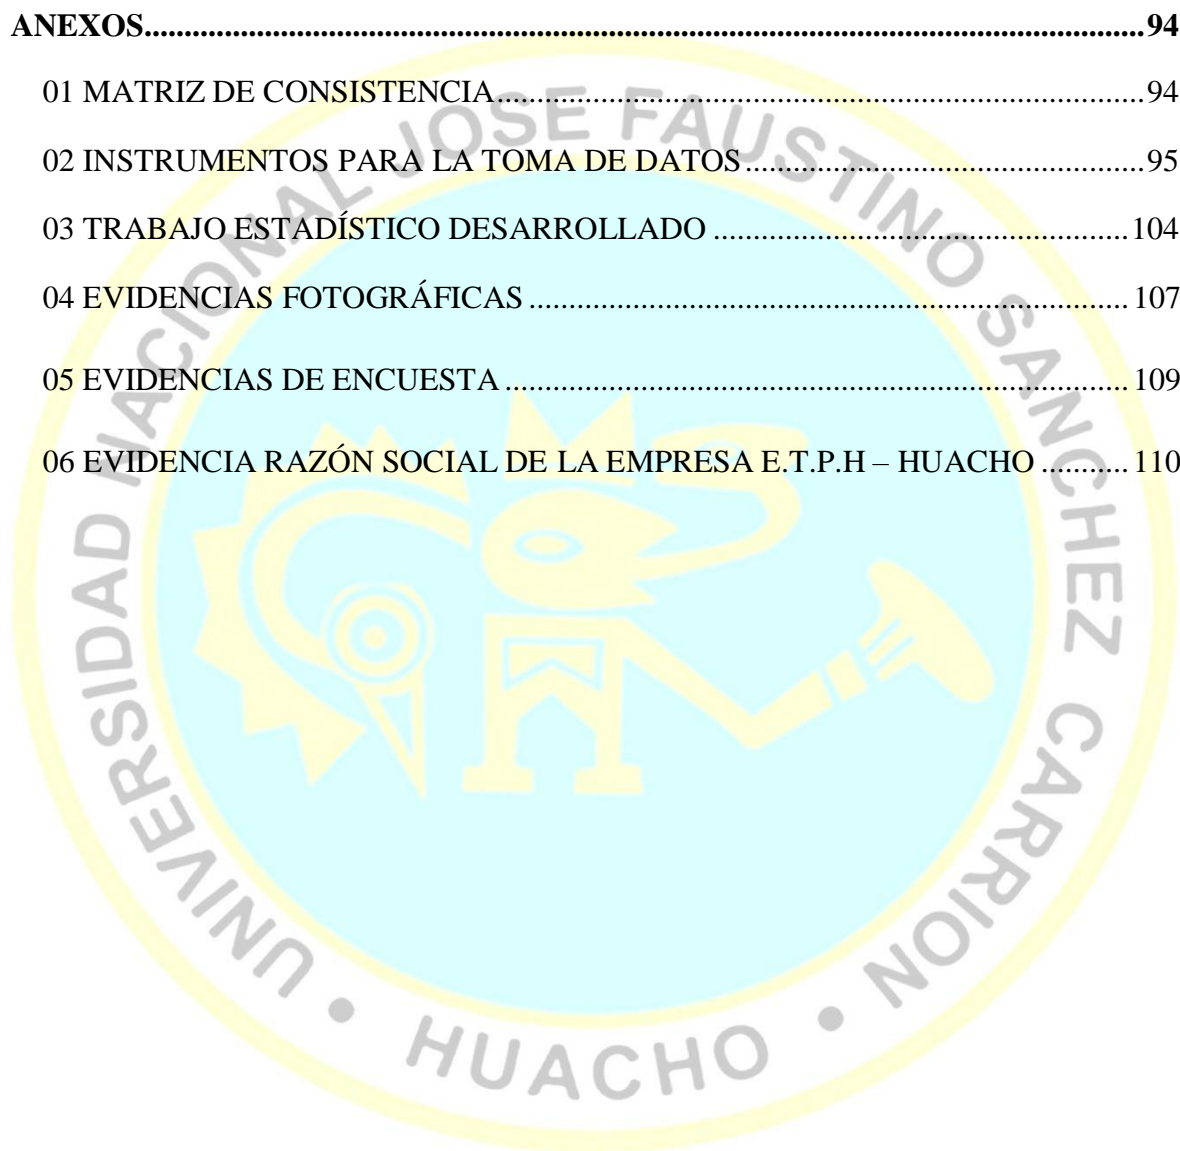 ANEXOS....................................................................................................................94
01 MATRIZ DE CONSISTENCIA..................................................................................94
02 INSTRUMENTOS PARA LA TOMA DE DATOS...................................................95
03 TRABAJO ESTADÍSTICO DESARROLLADO .....................................................104
04 EVIDENCIAS FOTOGRÁFICAS ............................................................................107
05 EVIDENCIAS DE ENCUESTA ...............................................................................109
06 EVIDENCIA RAZÓN SOCIAL DE LA EMPRESA E.T.P.H – HUACHO ...........110
UNIVERSIDAD NACIONAL JOSE FAUSTINO SANCHEZ CARRION • HUACHO •